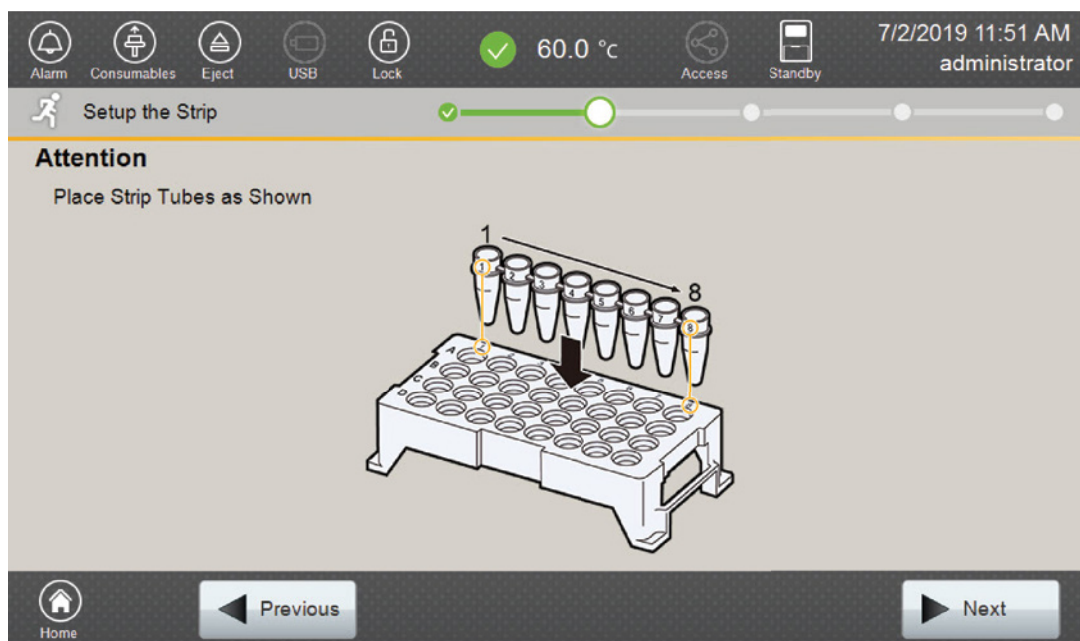 7/2/2019 11:51 AM
60.0 °c
administrator
Alarm
Consumables
Eject
USB
Lock
Access
Standby
Setup the Strip
Attention
Place Strip Tubes as Shown
1
8
1 2 3 4 5 6 7 8
A
B
C
D
Previous
Next
Home